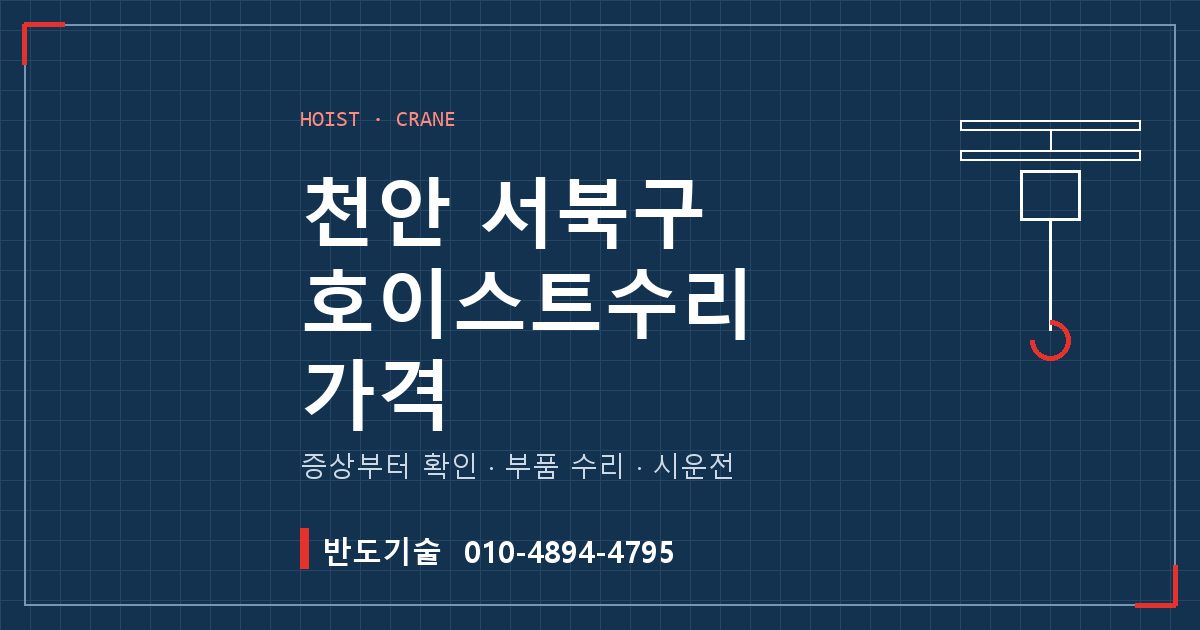 HOIST · CRANE
천안 서북구
호이스트수리
가격
증상부터 확인 · 부품 수리 · 시운전
반도기술 010-4894-4795